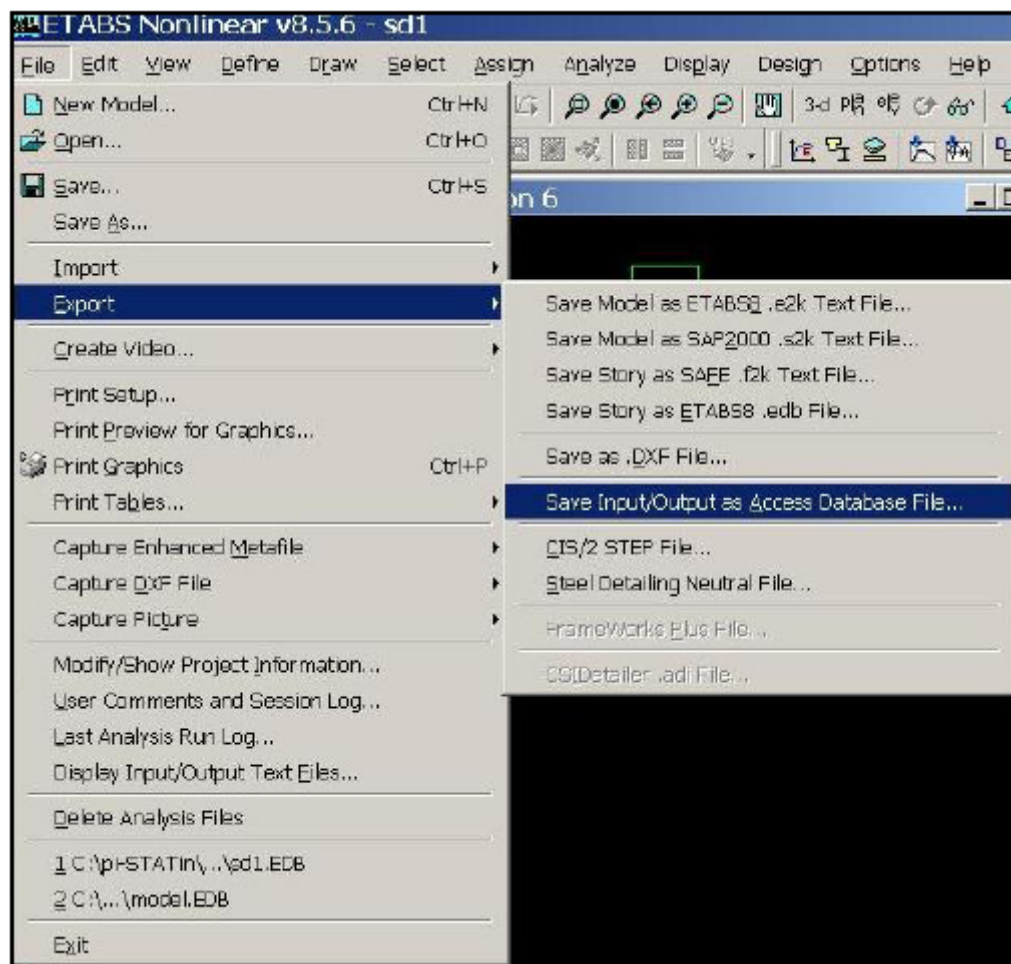 ETABS Nonlinear v8.5.6 - sd1
File Edit View Define Draw Select Assign Analyze Display Design Options Help
New Model... Ctrl+N
Open... Ctrl+O
Save... Ctrl+S
Save As...
Import
Export
Create Video...
Print Setup...
Print Preview for Graphics...
Print Graphics Ctrl+P
Print Tables...
Capture Enhanced Metafile
Capture DXF File
Capture Picture
Modify/Show Project Information...
User Comments and Session Log...
Last Analysis Run Log...
Display Input/Output Text Files...
Delete Analysis Files
1 C:\pl-STATIn\...\sd1.EDB
2 C:\...\model.EDB
Exit
3-d
on 6
Save Model as ETABS8 .e2k Text File...
Save Model as SAP2000 .s2k Text File...
Save Story as SAFE .f2k Text File...
Save Story as ETABS8 .edb File...
Save as .DXF File...
Save Input/Output as Access Database File...
CIS/2 STEP File...
Steel Detailing Neutral File...
FrameWorks Plus File...
CSIDetailer .adi File...